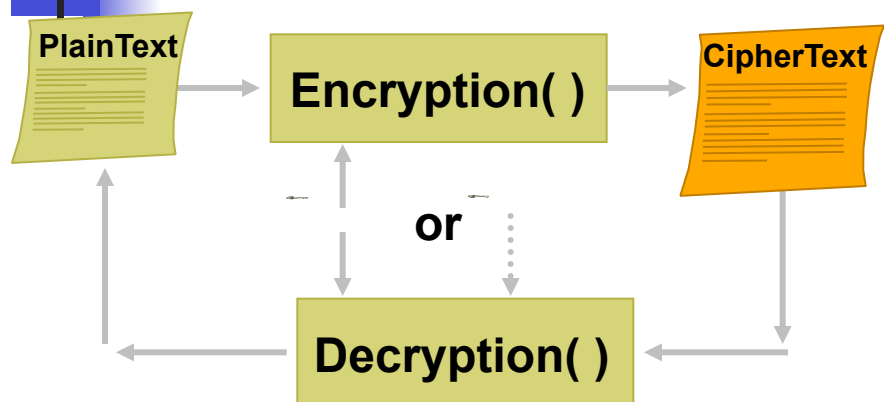 PlainText
Encryption( )
CipherText
or
Decryption( )